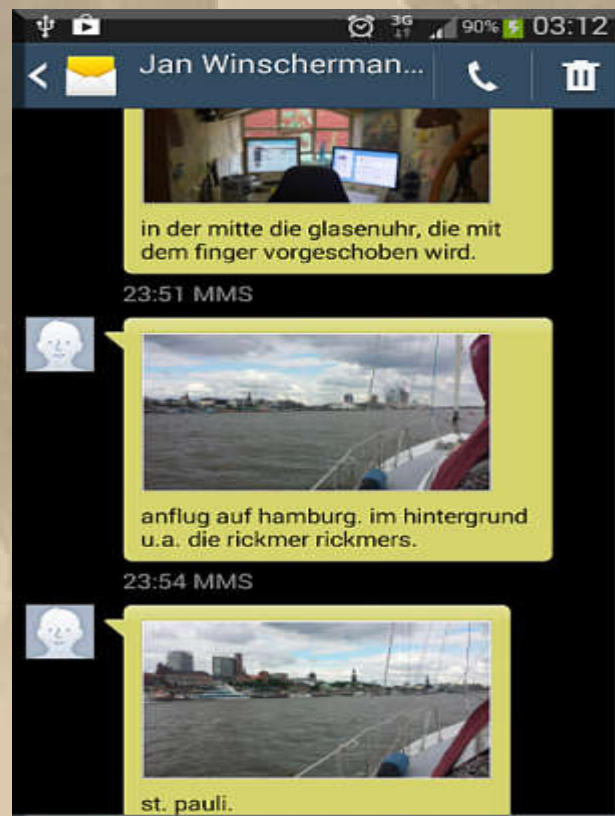 3G 90% 03:12
Jan Winscherman...
in der mitte die glasenuhr, die mit
dem finger vorgeschoben wird.
23:51 MMS
anflug auf hamburg. im hintergrund
u.a. die rickmer rickmers.
23:54 MMS
st. pauli.